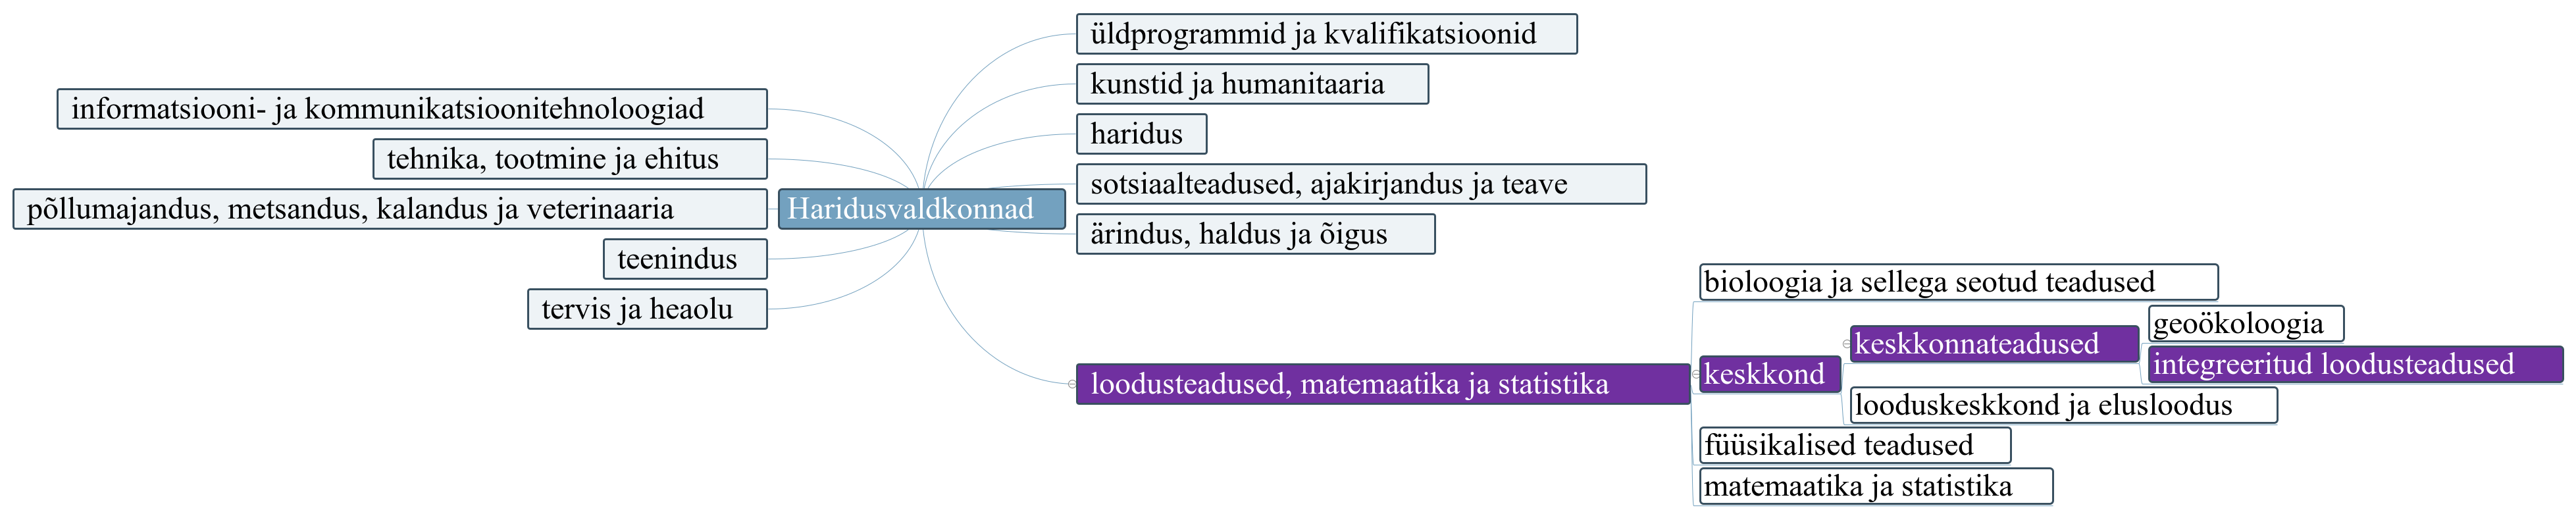 informatsiooni- ja kommunikatsioonitehnoloogiad
tehnika, tootmine ja ehitus
põllumajandus, metsandus, kalandus ja veterinaaria
teenindus
tervis ja heaolu
Haridusvaldkonnad
üldprogrammid ja kvalifikatsioonid
kunstid ja humanitaaria
haridus
sotsiaalteadused, ajakirjandus ja teave
ärindus, haldus ja õigus
loodusteadused, matemaatika ja statistika
bioloogia ja sellega seotud teadused
keskkond
keskkonnateadused
geoökoloogia
integreeritud loodusteadused
looduskeskkond ja elusloodus
füüsikalised teadused
matemaatika ja statistika